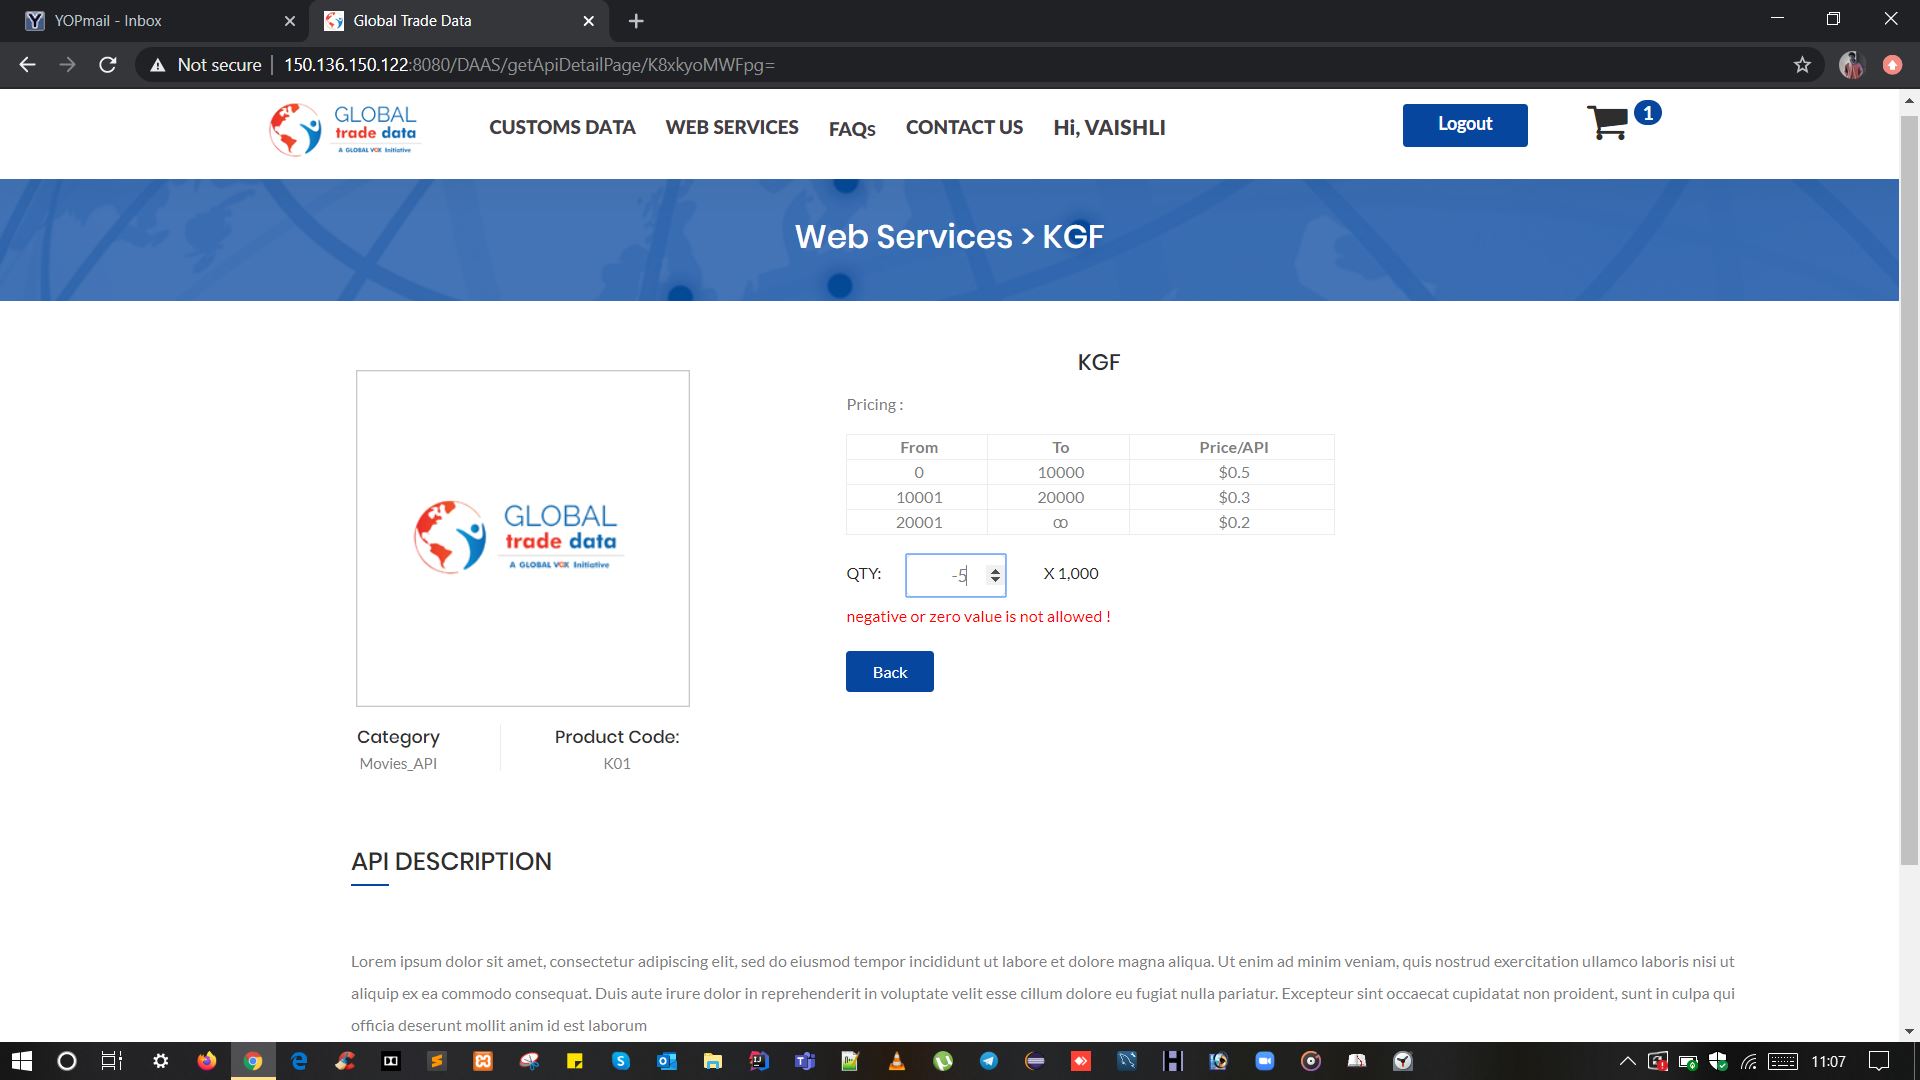 YOPmail - Inbox
Global Trade Data
Not secure
150.136.150.122:8080/DAAS/getApiDetailPage/K8xkyoMWFpg=
GLOBAL
trade data
A GLOBAL VOX Initiative
CUSTOMS DATA
WEB SERVICES
FAQs
CONTACT US
Hi, VAISHLI
Logout
1
Web Services > KGF
KGF
Pricing :
From To Price/API
0 10000 $0.5
10001 20000 $0.3
20001 ∞ $0.2
QTY: -5 X 1,000
negative or zero value is not allowed !
Back
GLOBAL
trade data
A GLOBAL VOX Initiative
Category Product Code:
Movies_API K01
API DESCRIPTION
Lorem ipsum dolor sit amet, consectetur adipiscing elit, sed do eiusmod tempor incididunt ut labore et dolore magna aliqua. Ut enim ad minim veniam, quis nostrud exercitation ullamco laboris nisi ut
aliquip ex ea commodo consequat. Duis aute irure dolor in reprehenderit in voluptate velit esse cillum dolore eu fugiat nulla pariatur. Excepteur sint occaecat cupidatat non proident, sunt in culpa qui
officia deserunt mollit anim id est laborum
11:07